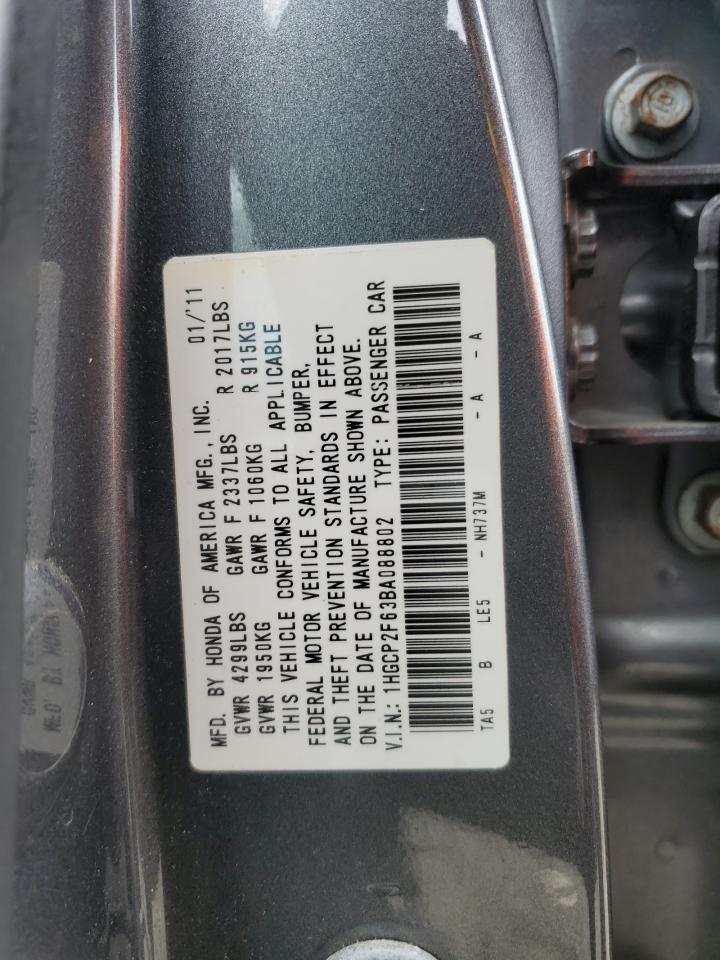 MFD. BY HONDA OF AMERICA MFG., INC. 01/'11
GVWR 4299LBS GAWR F 2337LBS R 2017LBS
GVWR 1950KG GAWR F 1060KG R 915KG
THIS VEHICLE CONFORMS TO ALL APPLICABLE
FEDERAL MOTOR VEHICLE SAFETY, BUMPER,
AND THEFT PREVENTION STANDARDS IN EFFECT
ON THE DATE OF MANUFACTURE SHOWN ABOVE.
V.I.N.: 1HGCP2F63BA088802 TYPE: PASSENGER CAR
TA5 B LE5 - NH737M - A - A